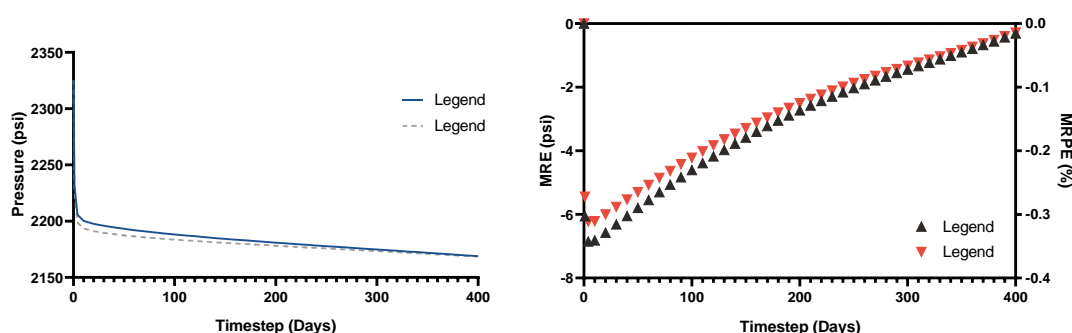 2350
2300
2250
2200
2150
Pressure (psi)
0
100
200
300
400
Timestep (Days)
Legend
Legend
0
-2
-4
-6
-8
MRE (psi)
0.0
-0.1
-0.2
-0.3
-0.4
MRPE (%)
0
100
200
300
400
Timestep (Days)
Legend
Legend